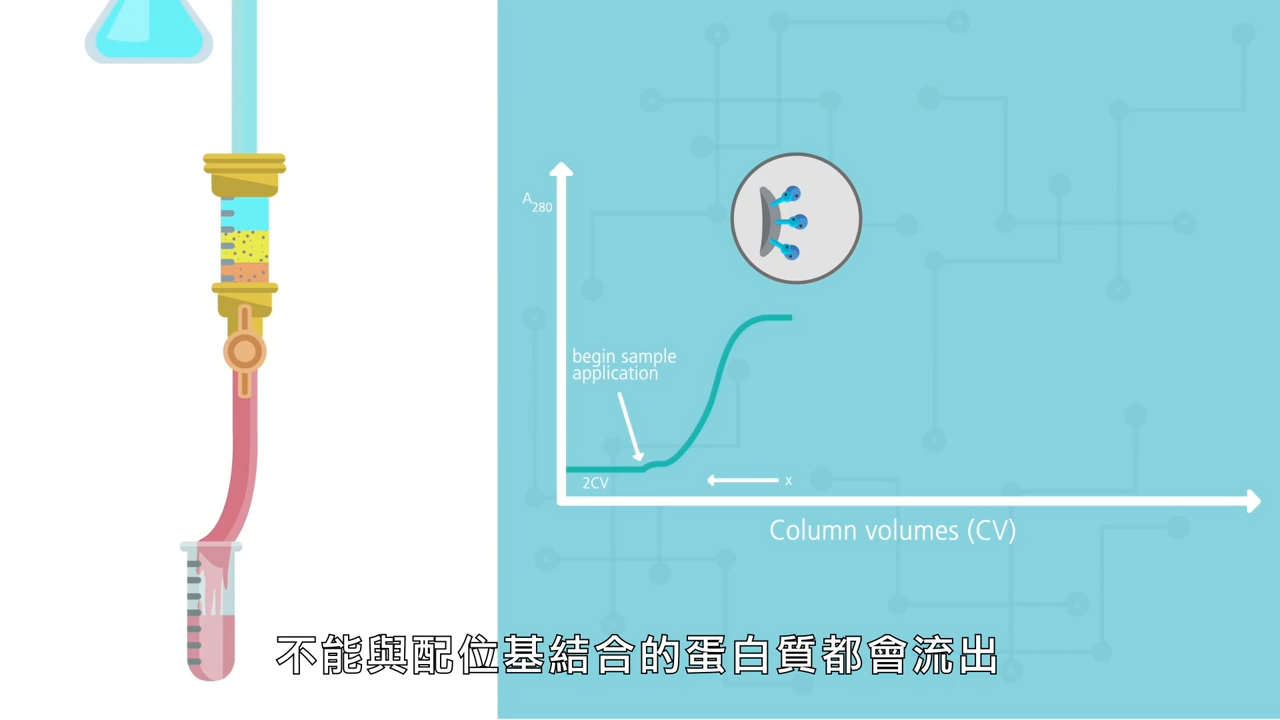 A280
begin sample
application
2CV
x
Column volumes (CV)
不能與配位基結合的蛋白質都會流出